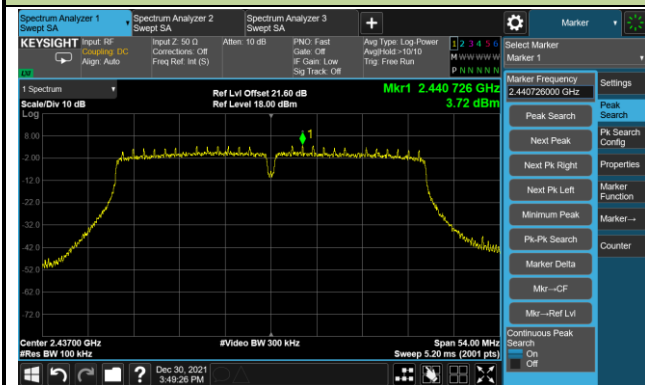 Spectrum Analyzer 1
Swept SA
Spectrum Analyzer 2
Swept SA
Spectrum Analyzer 3
Swept SA
Marker
KEYSIGHT
Input: RF
Coupling: DC
Align: Auto
Input Z: 50 Ω
Corrections: Off
Freq Ref: Int (S)
Atten: 10 dB
PNO: Fast
Gate: Off
IF Gain: Low
Sig Track: Off
Avg Type: Log-Power
Avg|Hold:>10/10
Trig: Free Run
1 2 3 4 5 6
M W W W W W
P N N N N N
Select Marker
Marker 1
1 Spectrum
Scale/Div 10 dB
Log
Ref Lvl Offset 21.60 dB
Ref Level 18.00 dBm
Mkr1 2.440 726 GHz
3.72 dBm
1
8.00
-2.00
-12.0
-22.0
-32.0
-42.0
-52.0
-62.0
-72.0
Center 2.43700 GHz
#Res BW 100 kHz
#Video BW 300 kHz
Span 54.00 MHz
Sweep 5.20 ms (2001 pts)
Marker Frequency
2.440726000 GHz
Peak Search
Next Peak
Next Pk Right
Next Pk Left
Minimum Peak
Pk-Pk Search
Marker Delta
Mkr→CF
Mkr→Ref Lvl
Continuous Peak
Search
On
Off
Settings
Peak
Search
Pk Search
Config
Properties
Marker
Function
Marker→
Counter
?
Dec 30, 2021
3:49:26 PM